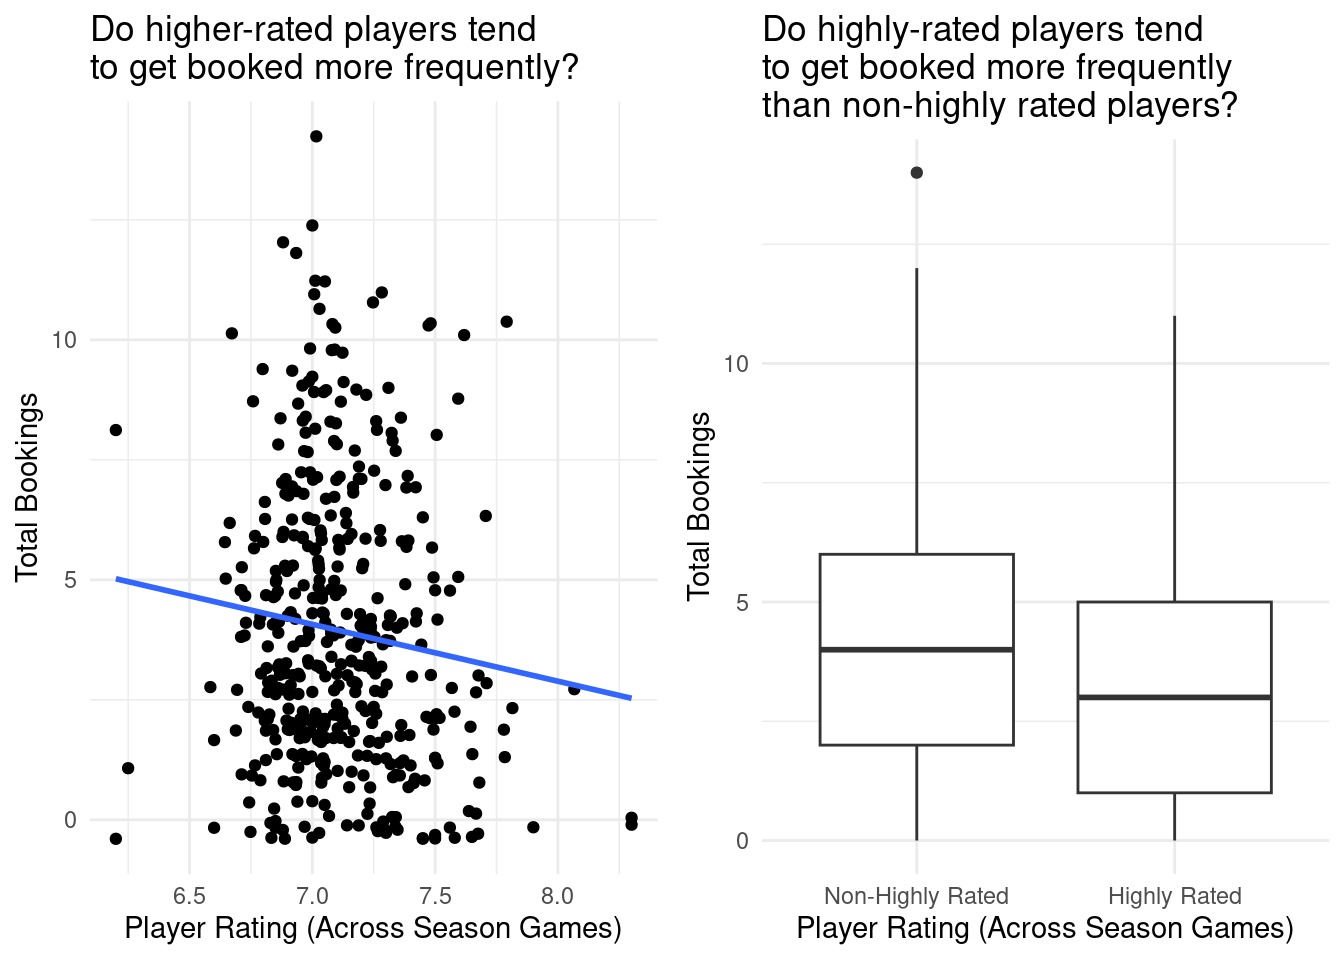 Do higher-rated players tend
to get booked more frequently?
Total Bookings
10
5
0
6.5
7.0
7.5
8.0
Player Rating (Across Season Games)
Do highly-rated players tend
to get booked more frequently
than non-highly rated players?
Total Bookings
10
5
0
Non-Highly Rated
Highly Rated
Player Rating (Across Season Games)